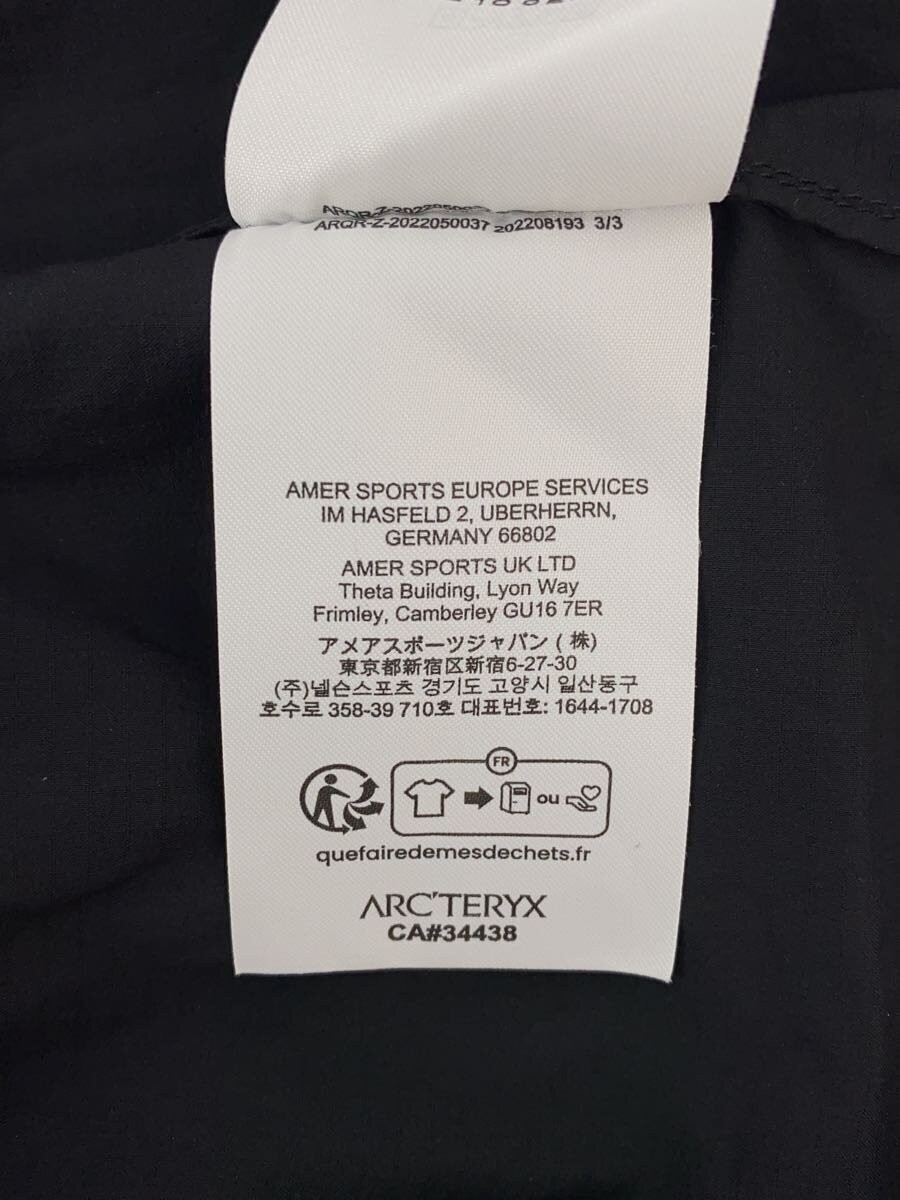 ARQR-Z-2022050037 202208193 3/3
AMER SPORTS EUROPE SERVICES
IM HASFELD 2, UBERHERRN,
GERMANY 66802
AMER SPORTS UK LTD
Theta Building, Lyon Way
Frimley, Camberley GU16 7ER
アメアスポーツジャパン (株)
東京都新宿区新宿6-27-30
(주)넬슨스포츠 경기도 고양시 일산동구
호수로 358-39 710호 대표번호: 1644-1708
FR
ou
quefairedemesdechets.fr
ARC'TERYX
CA#34438